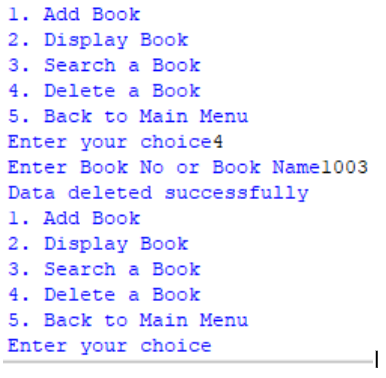 1. Add Book
2. Display Book
3. Search a Book
4. Delete a Book
5. Back to Main Menu
Enter your choice4
Enter Book No or Book Name1003
Data deleted successfully
1. Add Book
2. Display Book
3. Search a Book
4. Delete a Book
5. Back to Main Menu
Enter your choice